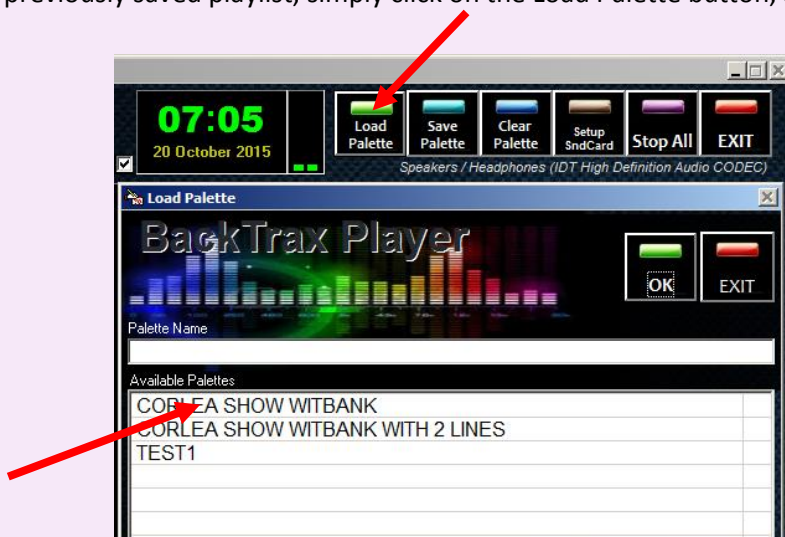 previously saved playlist, simply click on the Load Palette button,
07:05
20 October 2015
Load Palette
Save Palette
Clear Palette
Setup SndCard
Stop All
EXIT
Speakers / Headphones (IDT High Definition Audio CODEC)
Load Palette
BackTrax Player
OK
EXIT
Palette Name
Available Palettes
CORLEA SHOW WITBANK
CORLEA SHOW WITBANK WITH 2 LINES
TEST1